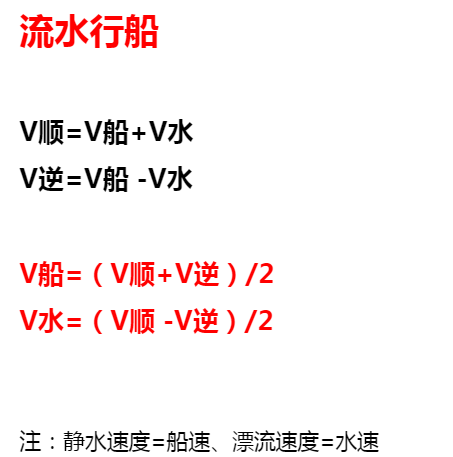 流水行船
V顺=V船+V水
V逆=V船 -V水
V船=（V顺+V逆）/2
V水=（V顺 -V逆）/2
注：静水速度=船速、漂流速度=水速